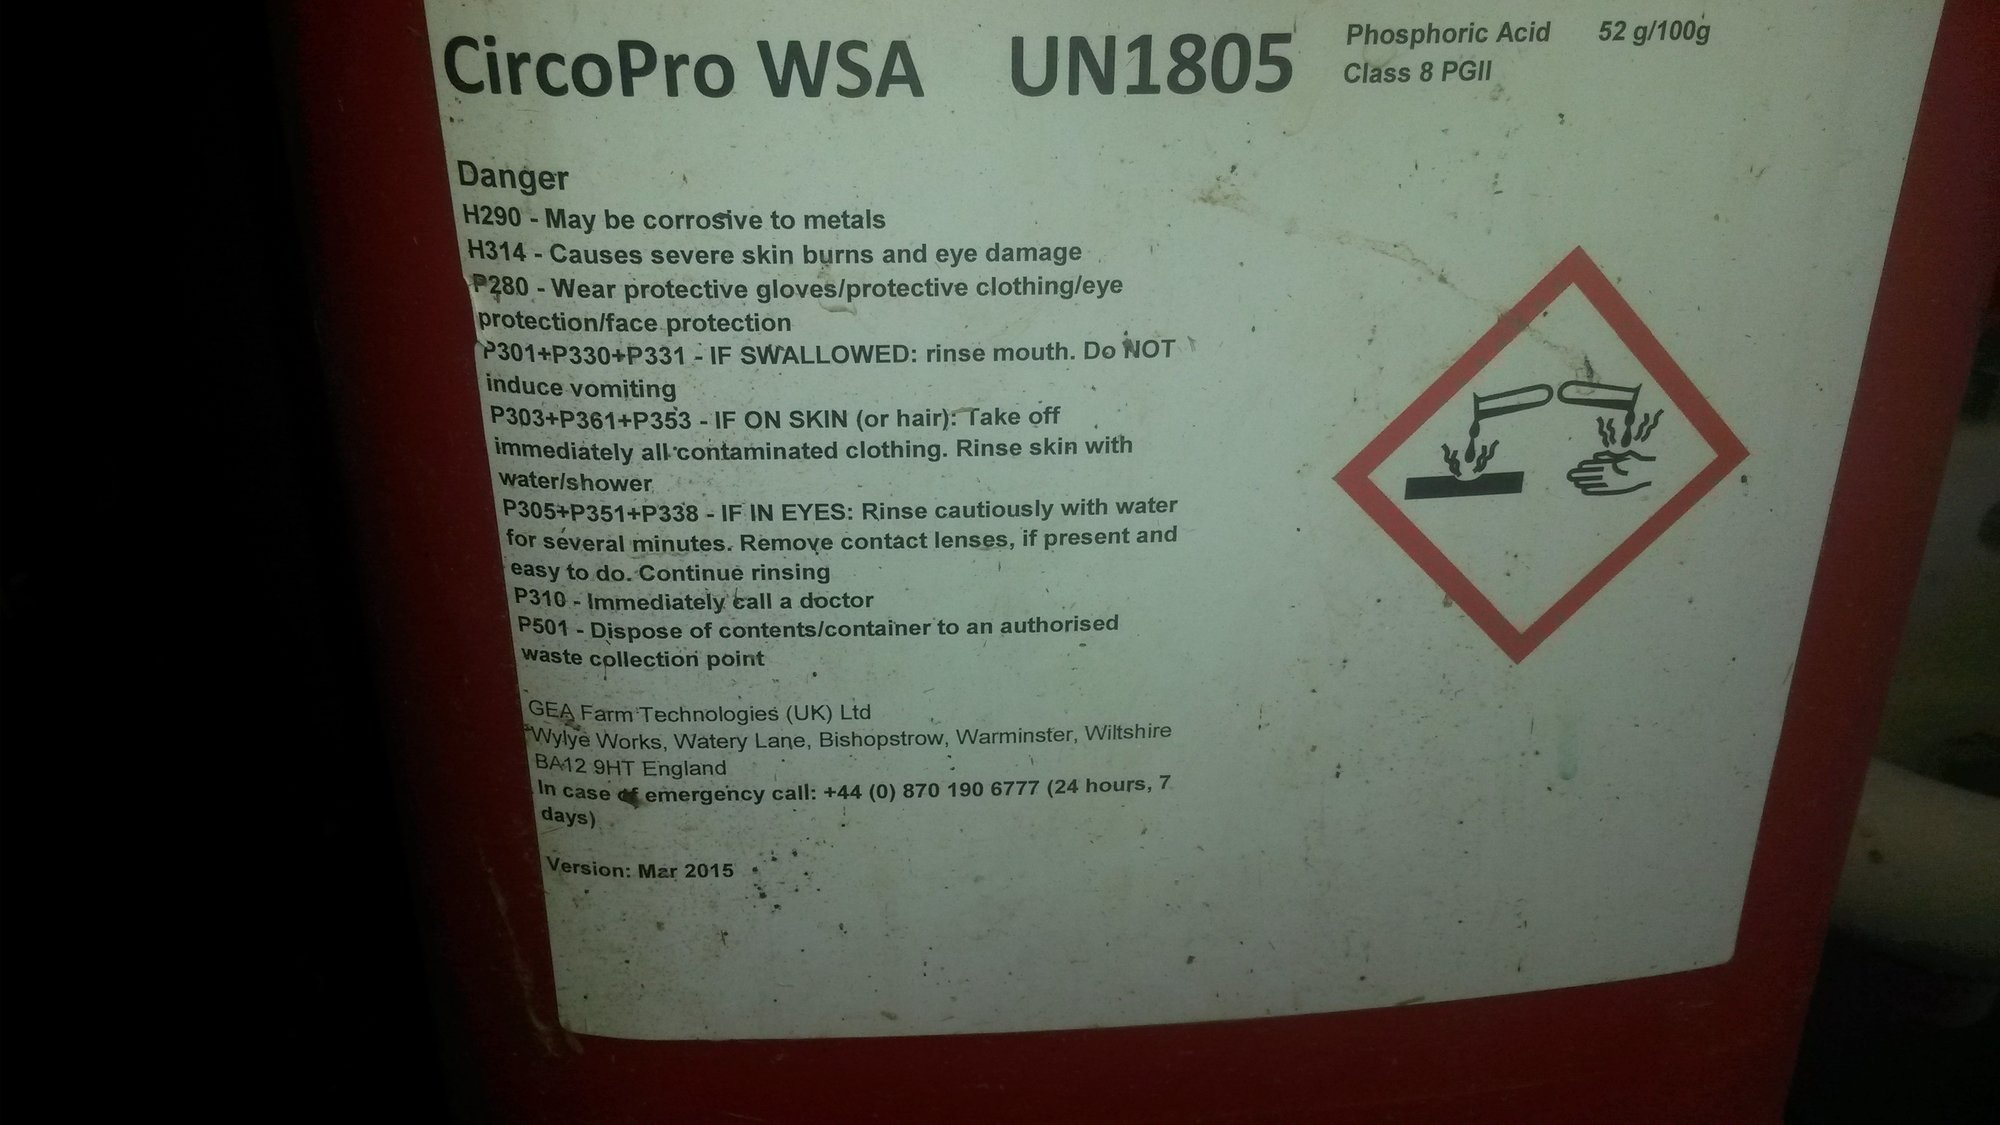 CircoPro WSA UN1805 Phosphoric Acid 52 g/100g
Class 8 PGII
Danger
H290 - May be corrosive to metals
H314 - Causes severe skin burns and eye damage
P280 - Wear protective gloves/protective clothing/eye
protection/face protection
P301+P330+P331 - IF SWALLOWED: rinse mouth. Do NOT
induce vomiting
P303+P361+P353 - IF ON SKIN (or hair): Take off
immediately all contaminated clothing. Rinse skin with
water/shower
P305+P351+P338 - IF IN EYES: Rinse cautiously with water
for several minutes. Remove contact lenses, if present and
easy to do. Continue rinsing
P310 - Immediately call a doctor
P501 - Dispose of contents/container to an authorised
waste collection point
GEA Farm Technologies (UK) Ltd
Wylye Works, Watery Lane, Bishopstrow, Warminster, Wiltshire
BA12 9HT England
In case of emergency call: +44 (0) 870 190 6777 (24 hours, 7
days)
Version: Mar 2015